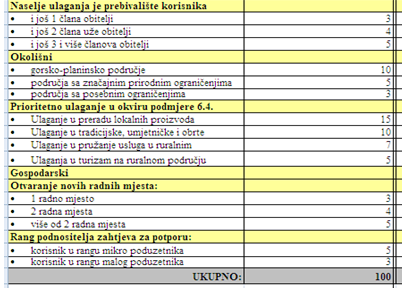 Naselje ulaganja je prebivalište korisnika
• i još 1 člana obitelji 3
• i još 2 člana uže obitelji 4
• i još 3 i više članova obitelji 5
Okolišni
• gorsko-planinsko područje 10
• područja sa značajnim prirodnim ograničenjima 5
• područja sa posebnim ograničenjima 3
Prioritetno ulaganje u okviru podmjere 6.4.
• Ulaganje u preradu lokalnih proizvoda 15
• Ulaganje u tradicijske, umjetničke i obrte 10
• Ulaganje u pružanje usluga u ruralnim 7
• Ulaganja u turizam na ruralnom području 5
Gospodarski
Otvaranje novih radnih mjesta:
• 1 radno mjesto 3
• 2 radna mjesta 4
• više od 2 radna mjesta 5
Rang podnositelja zahtjeva za potporu:
• korisnik u rangu mikro poduzetnika 5
• korisnik u rangu malog poduzetnika 3
UKUPNO: 100